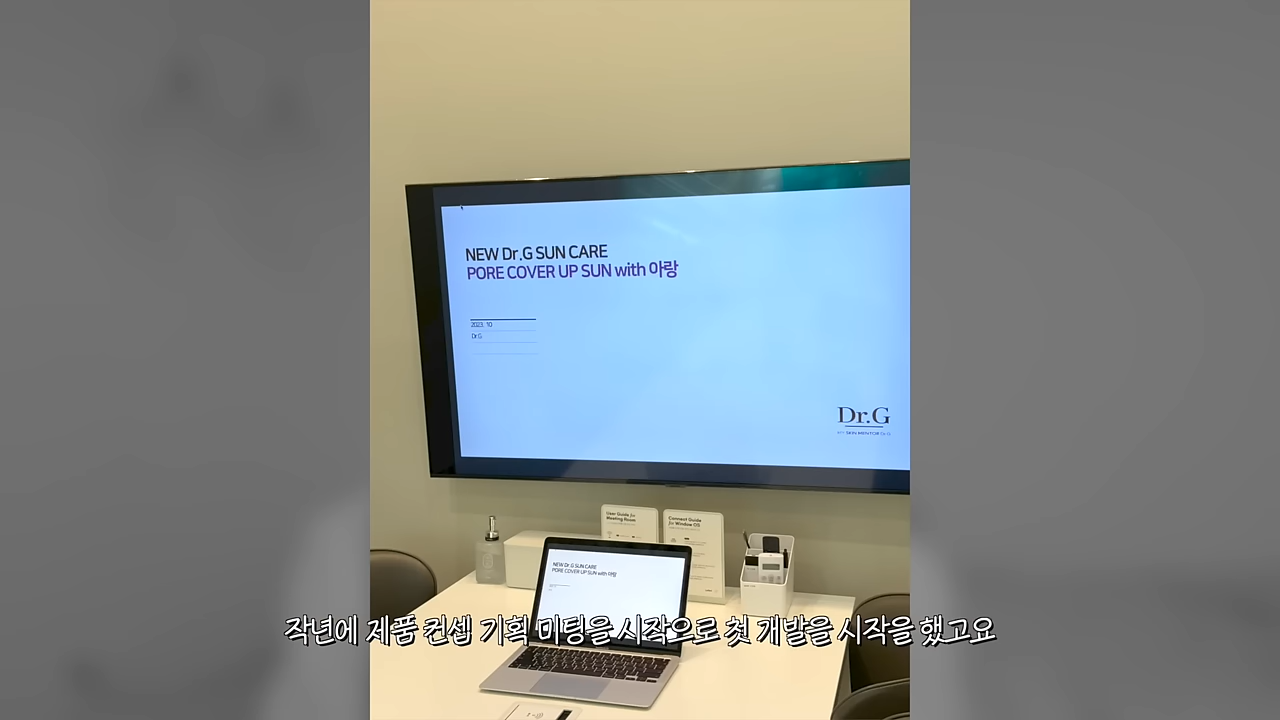 NEW Dr.G SUN CARE
PORE COVER UP SUN with 아랑
2023. 10
Dr.G
Dr.G
SKIN MENTOR Dr.G
User Guide for
Meeting Room
Connect Guide
for Window OS
NEW Dr.G SUN CARE
PORE COVER UP SUN with 아랑
작년에 제품 컨셉 기획 미팅을 시작으로 첫 개발을 시작을 했고요